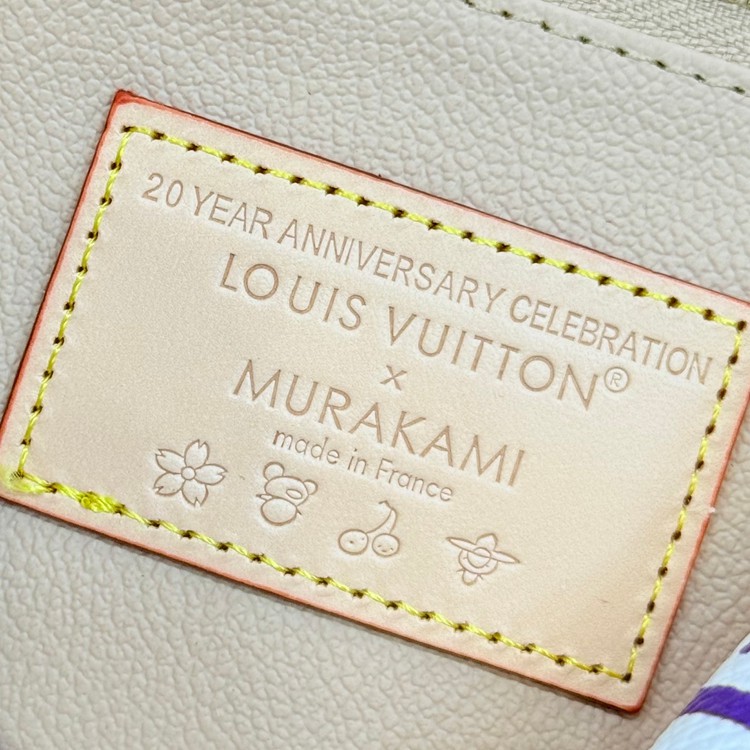 20 YEAR ANNIVERSARY CELEBRATION
LOUIS VUITTON®
x
MURAKAMI
made in France